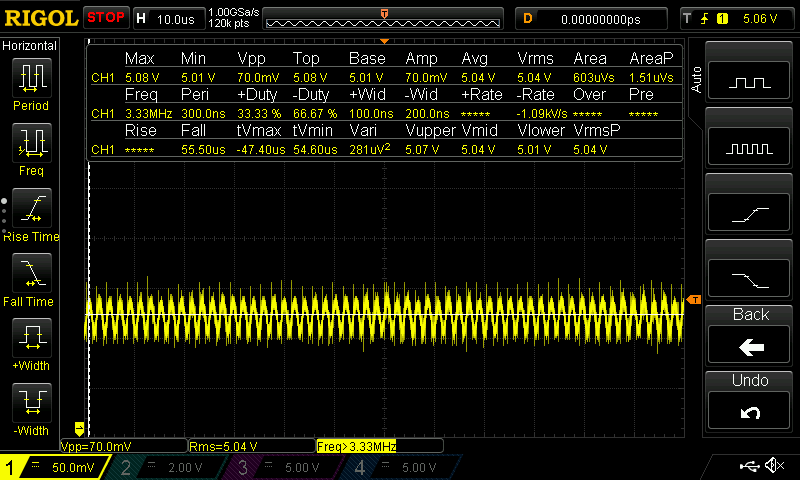 RIGOL STOP H 10.0us 1.00GSa/s 120k pts D 0.00000000ps T 1 5.06 V
Horizontal
Period
Freq
Rise Time
Fall Time
+Width
-Width
Max Min Vpp Top Base Amp Avg Vrms Area AreaP
CH1 5.08 V 5.01 V 70.0mV 5.08 V 5.01 V 70.0mV 5.04 V 5.04 V 603uVs 1.51uVs
Freq Peri +Duty -Duty +Wid -Wid +Rate -Rate Over Pre
CH1 3.33MHz 300.0ns 33.33 % 66.67 % 100.0ns 200.0ns ***** -1.09kV/s ***** *****
Rise Fall tVmax tVmin Vari Vupper Vmid Vlower VrmsP
CH1 ***** 55.50us -47.40us 54.60us 281uV² 5.07 V 5.04 V 5.01 V 5.04 V
T
Auto
Back
Undo
Vpp=70.0mV Rms=5.04 V Freq>3.33MHz
1 50.0mV 2 2.00 V 3 5.00 V 4 5.00 V